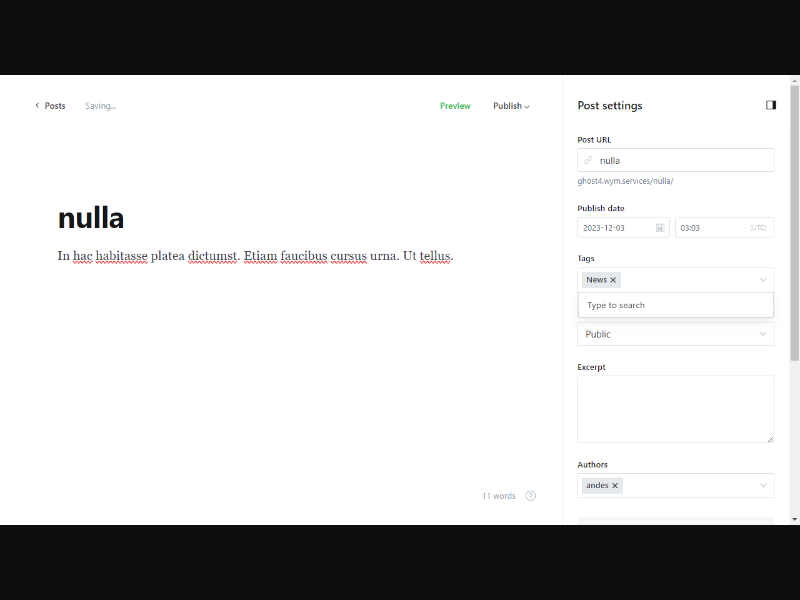 Posts
Saving...
Preview
Publish
nulla
In hac habitasse platea dictumst. Etiam faucibus cursus urna. Ut tellus.
11 words
?
Post settings
Post URL
nulla
ghost4.wym.services/nulla/
Publish date
2023-12-03
03:03
(UTC)
Tags
News
Type to search
Public
Excerpt
Authors
andes